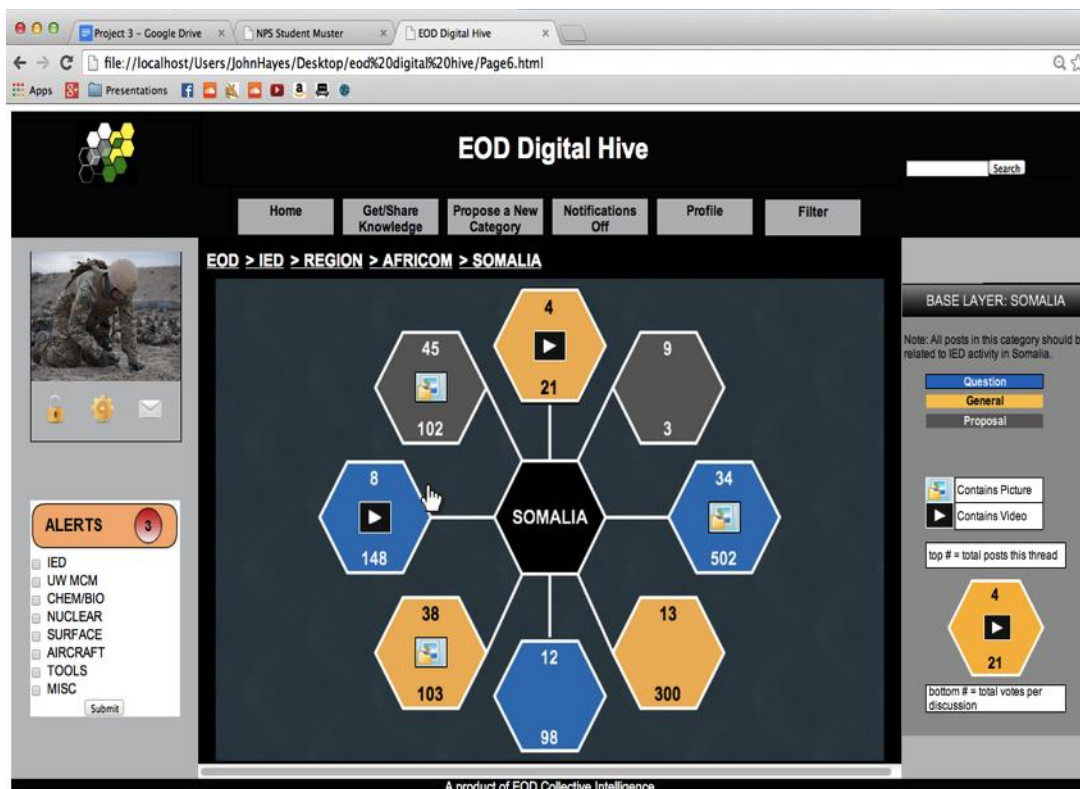 Project 3 - Google Drive
NPS Student Muster
EOD Digital Hive
file://localhost/Users/JohnHayes/Desktop/eod%20digital%20hive/Page6.html
Apps
Presentations
EOD Digital Hive
Search
Home
Get/Share
Knowledge
Propose a New
Category
Notifications
Off
Profile
Filter
EOD > IED > REGION > AFRICOM > SOMALIA
4
21
45
102
9
3
8
148
SOMALIA
34
502
38
103
12
98
13
300
ALERTS 3
IED
UW MCM
CHEM/BIO
NUCLEAR
SURFACE
AIRCRAFT
TOOLS
MISC
Submit
BASE LAYER: SOMALIA
Note: All posts in this category should b
related to IED activity in Somalia.
Question
General
Proposal
Contains Picture
Contains Video
top # = total posts this thread
4
21
bottom # = total votes per
discussion
A product of EOD Collective Intelligence